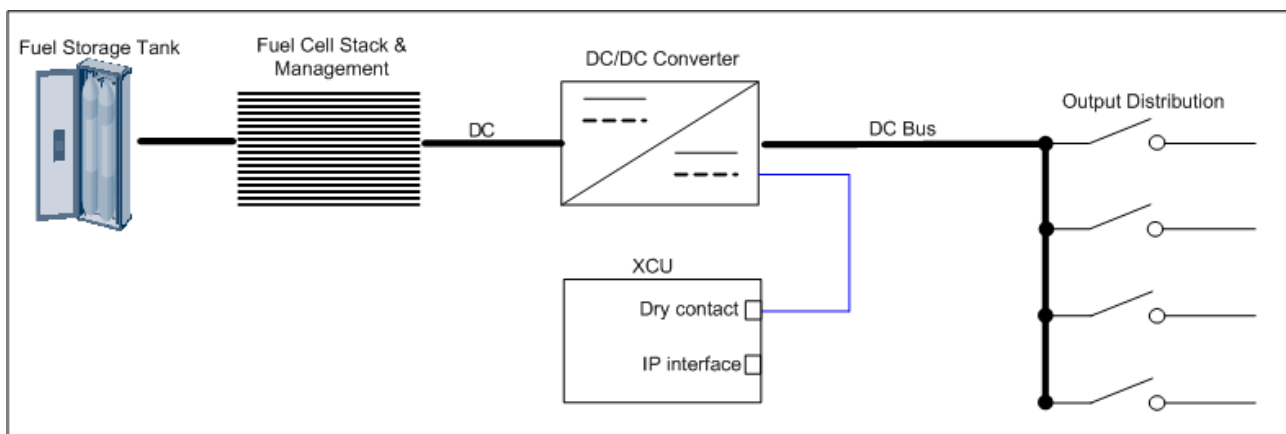 Fuel Storage Tank
Fuel Cell Stack &
Management
DC/DC Converter
Output Distribution
DC
DC Bus
XCU
Dry contact
IP interface